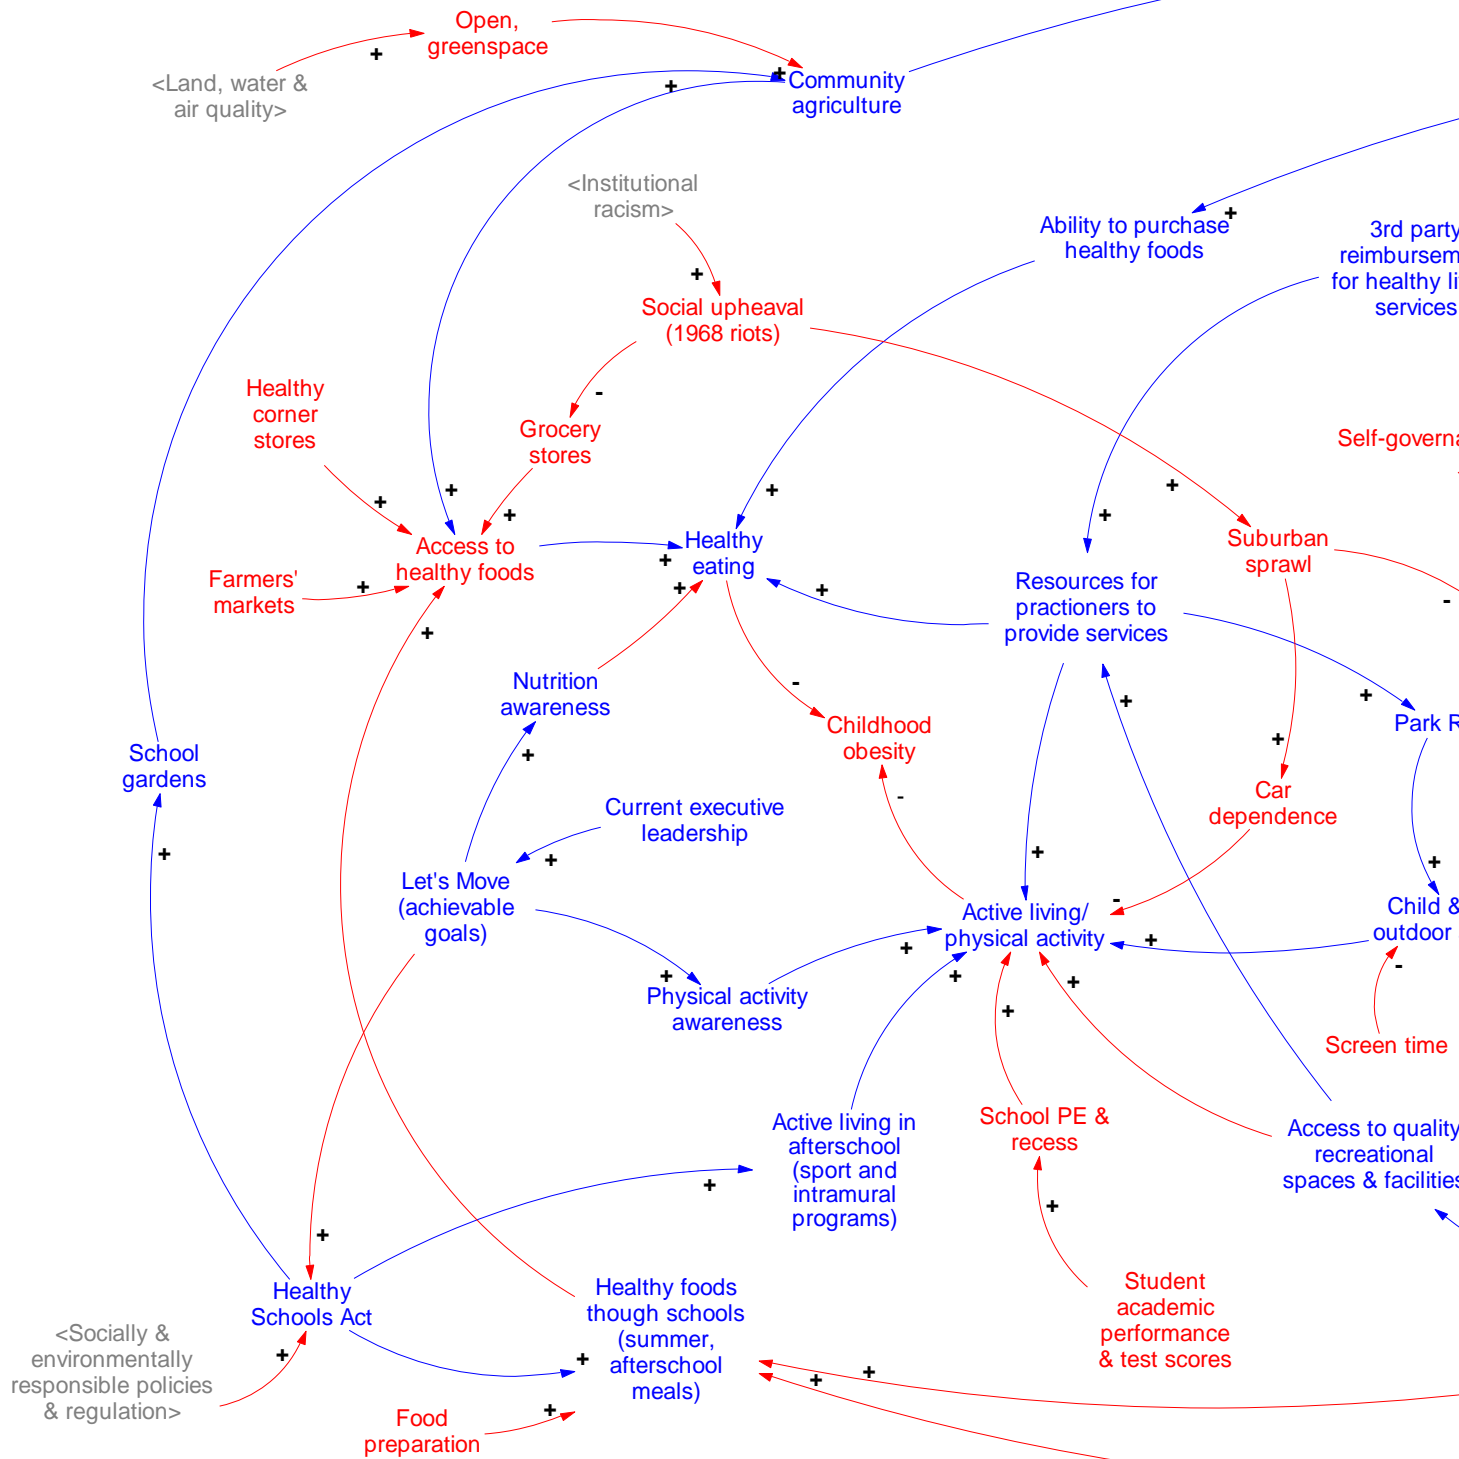 Open,
greenspace
<Land, water &
air quality>
Community
agriculture
<Institutional
racism>
Ability to purchase
healthy foods
3rd party
reimbursem
for healthy li
services
Social upheaval
(1968 riots)
Healthy
corner
stores
Grocery
stores
Self-governa
Access to
healthy foods
Healthy
eating
Suburban
sprawl
Farmers'
markets
Resources for
practioners to
provide services
Nutrition
awareness
Childhood
obesity
Park R
School
gardens
Current executive
leadership
Car
dependence
Let's Move
(achievable
goals)
Active living/
physical activity
Child &
outdoor
Physical activity
awareness
Screen time
Active living in
afterschool
(sport and
intramural
programs)
School PE &
recess
Access to quality
recreational
spaces & facilities
Healthy
Schools Act
Healthy foods
though schools
(summer,
afterschool
meals)
Student
academic
performance
& test scores
<Socially &
environmentally
responsible policies
& regulation>
Food
preparation